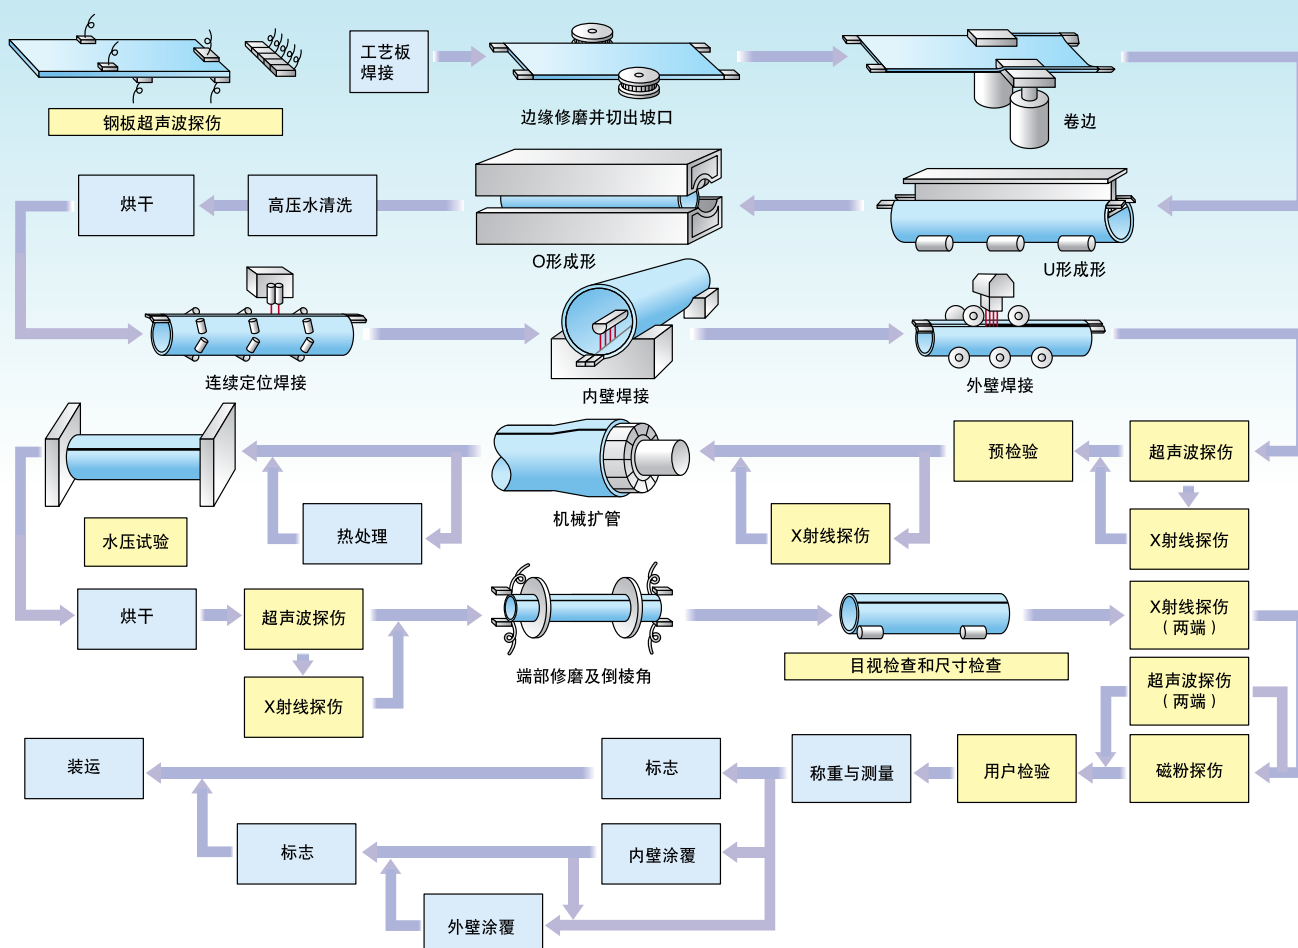 钢板超声波探伤
工艺板
焊接
边缘修磨并切出坡口
卷边
烘干
高压水清洗
O形成形
U形成形
连续定位焊接
内壁焊接
外壁焊接
水压试验
热处理
机械扩管
X射线探伤
预检验
超声波探伤
X射线探伤
烘干
超声波探伤
X射线探伤
端部修磨及倒棱角
目视检查和尺寸检查
X射线探伤
(两端)
超声波探伤
(两端)
装运
标志
称重与测量
用户检验
磁粉探伤
标志
内壁涂覆
外壁涂覆